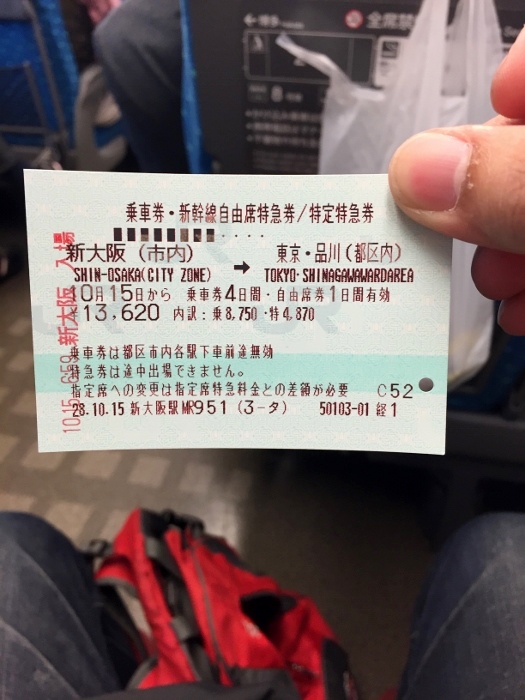 全席禁
8
乗車券・新幹線自由席特急券/特定特急券
新大阪(市内) → 東京・品川(都区内)
SHIN-OSAKA(CITY ZONE) TOKYO・SHINAGAWAWARDAREA
10月15日から 乗車券4日間・自由席券1日間有効
¥13,620 内訳:乗8,750・特4,870
乗車券は都区市内各駅下車前途無効
特急券は途中出場できません。
指定席への変更は指定席特急料金との差額が必要 C52
28.10.15 新大阪駅MR951 (3-タ) 50103-01 経1
10.15 新大阪 入場